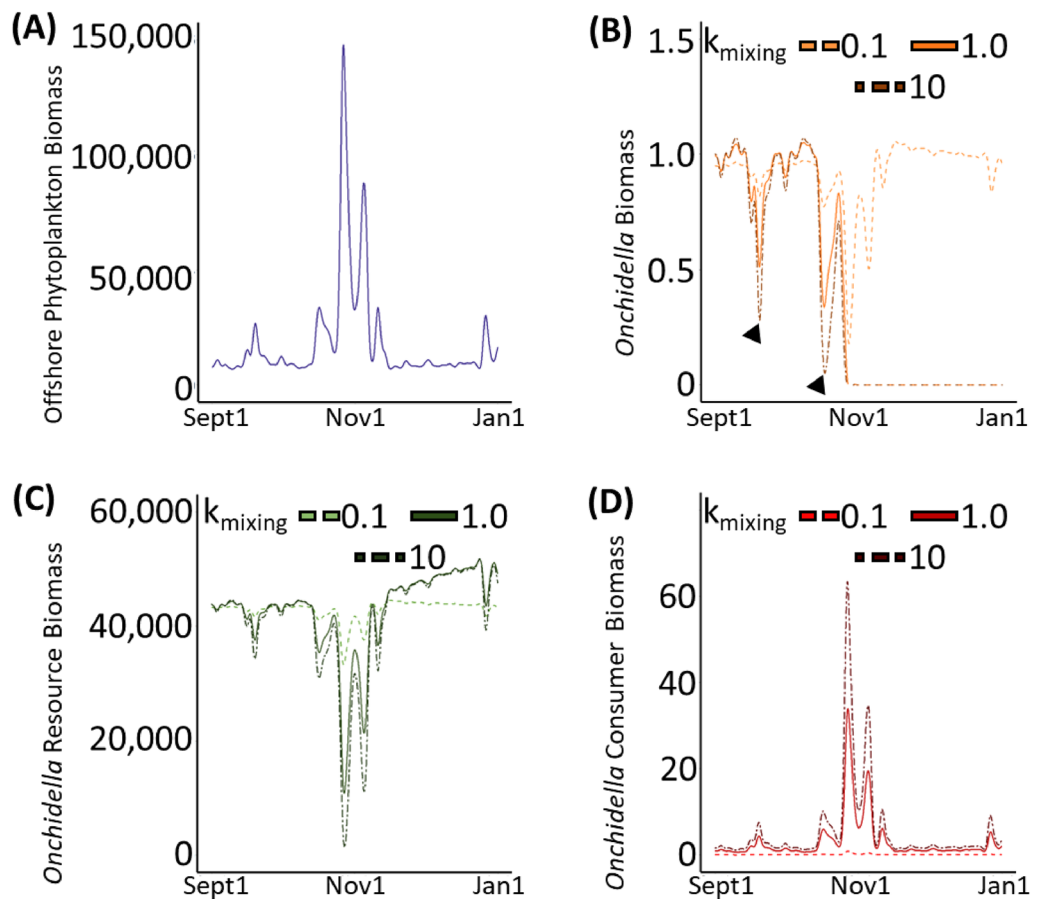 (A)
Offshore Phytoplankton Biomass
150,000
100,000
50,000
0
Sept1 Nov1 Jan1
(B)
Onchidella Biomass
k mixing 0.1 1.0
10
1.5
1.0
0.5
0
Sept1 Nov1 Jan1
(C)
Onchidella Resource Biomass
k mixing 0.1 1.0
10
60,000
40,000
20,000
0
Sept1 Nov1 Jan1
(D)
Onchidella Consumer Biomass
k mixing 0.1 1.0
10
60
40
20
0
Sept1 Nov1 Jan1